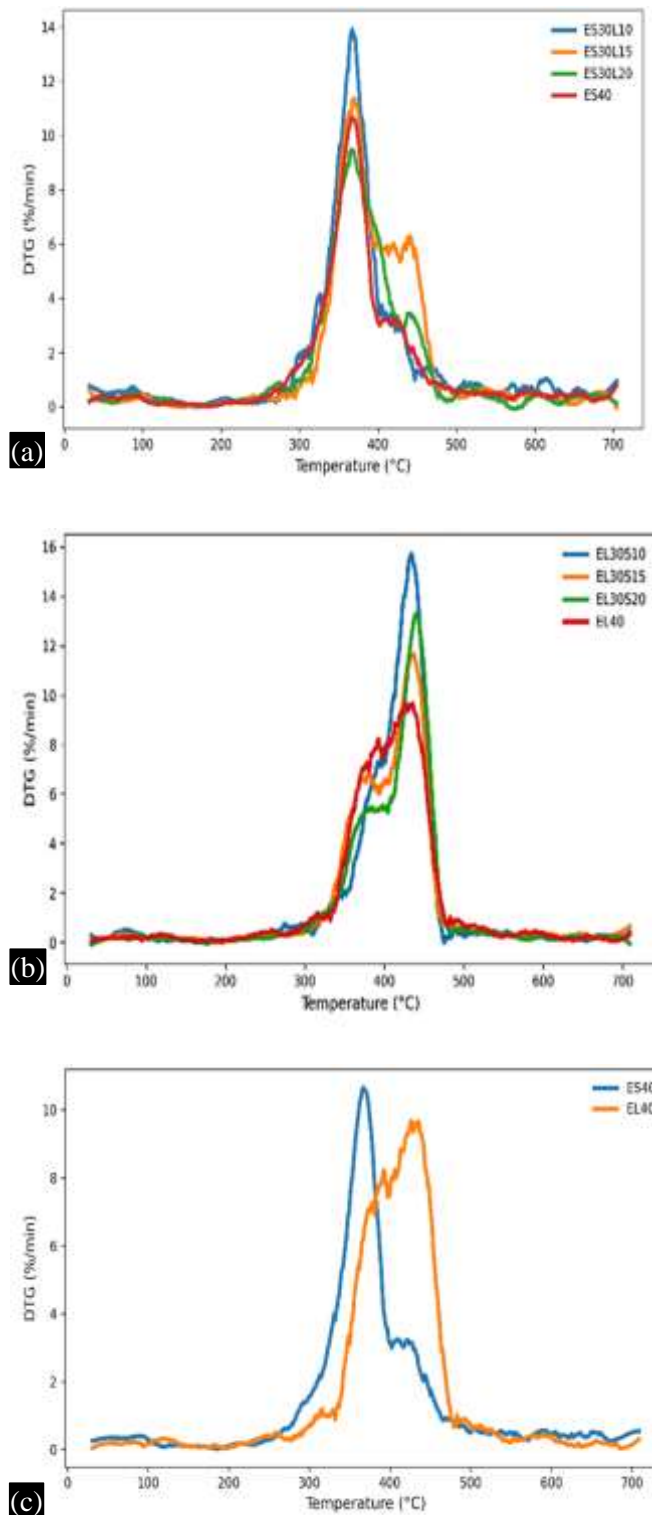 14
12
10
8
6
4
2
0
DTG (%/min)
ES30L10
ES30L15
ES30L20
ES40
0 100 200 300 400 500 600 700
Temperature (°C)
(a)
16
14
12
10
8
6
4
2
0
DTG (%/min)
EL30S10
EL30S15
EL30S20
EL40
0 100 200 300 400 500 600 700
Temperature (°C)
(b)
10
8
6
4
2
0
DTG (%/min)
ES40
EL40
0 100 200 300 400 500 600 700
Temperature (°C)
(c)